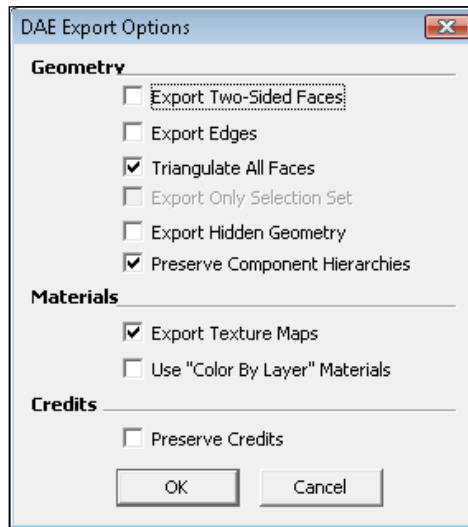 DAE Export Options
Geometry
Export Two-Sided Faces
Export Edges
Triangulate All Faces
Export Only Selection Set
Export Hidden Geometry
Preserve Component Hierarchies
Materials
Export Texture Maps
Use "Color By Layer" Materials
Credits
Preserve Credits
OK Cancel